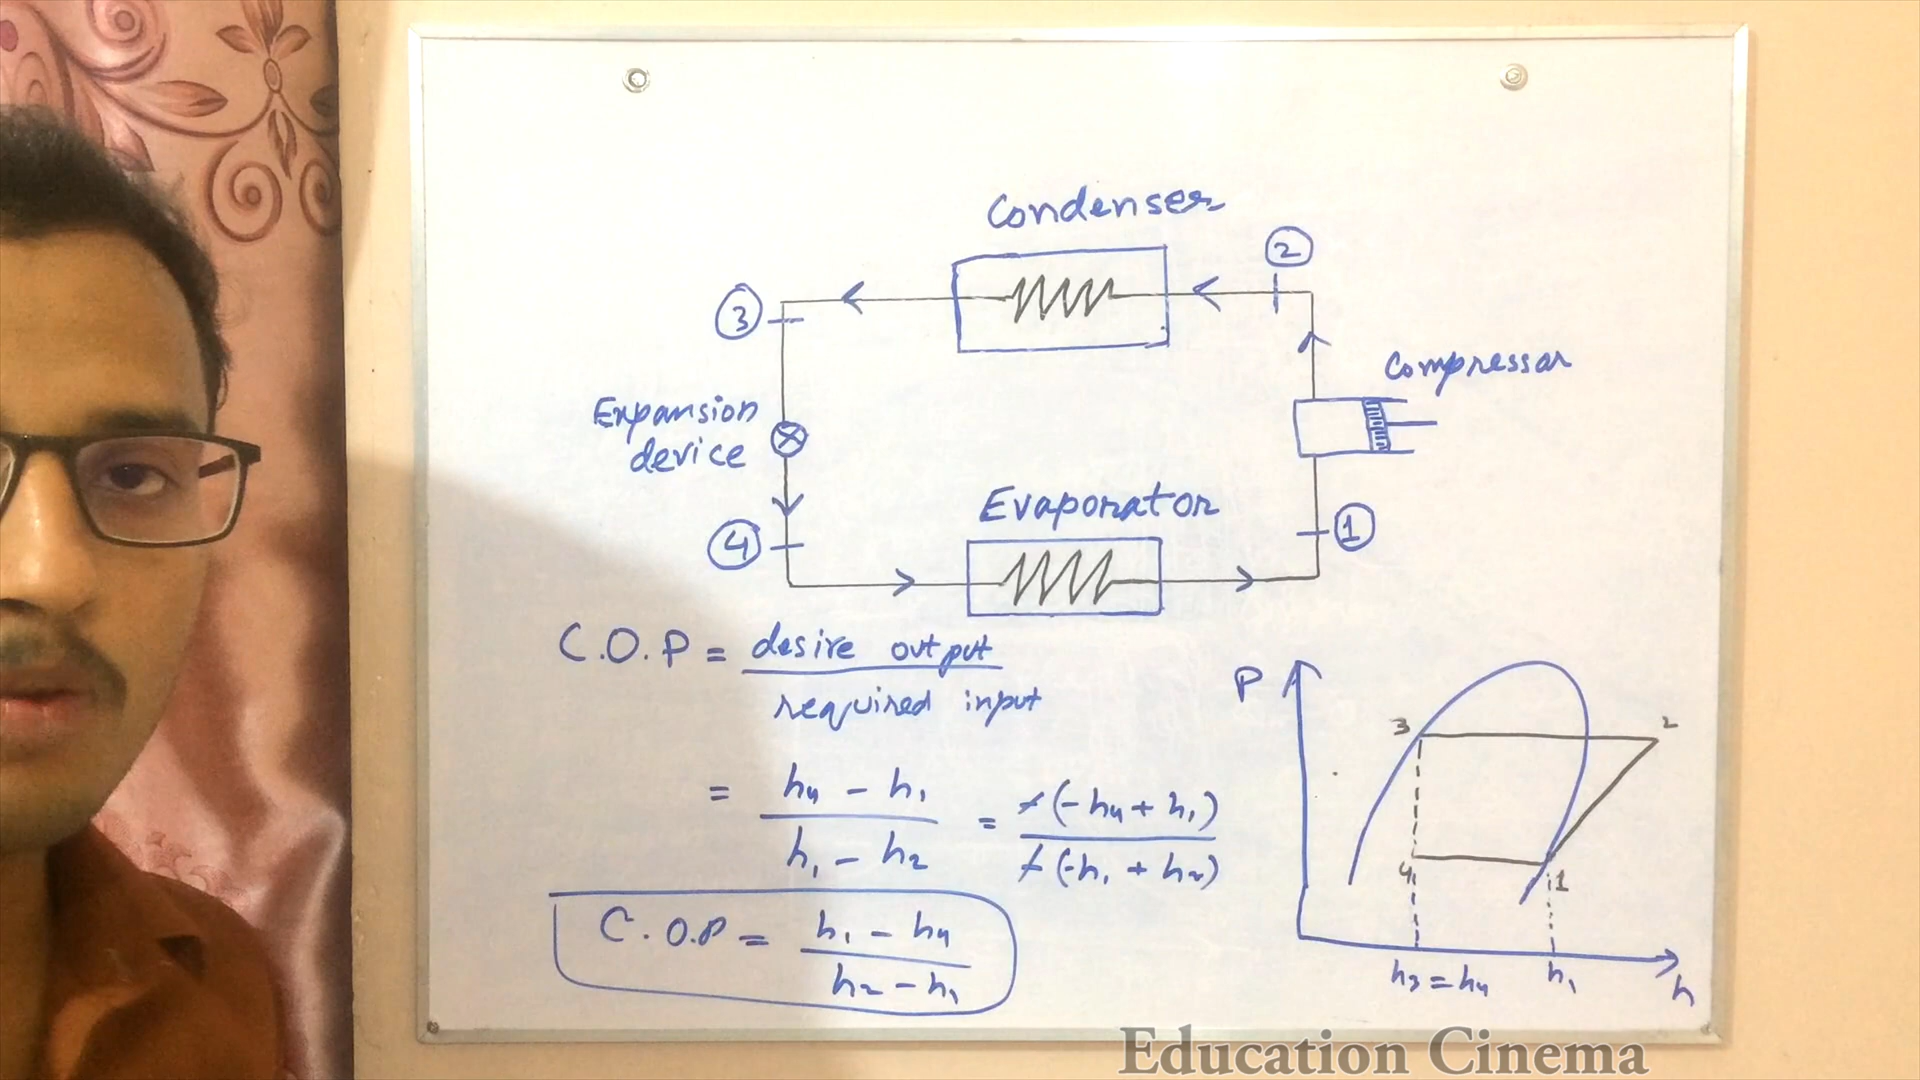 Condenser
2
3
Compressor
Expansion
device
Evaporator
1
4
C.O.P = desire output
required input
= h4 - h1 / h1 - h2 = -(-h4 + h1) / -(-h1 + h2)
C.O.P = h1 - h4 / h2 - h1
P
3
2
4
1
h3 = h4
h1
h
Education Cinema